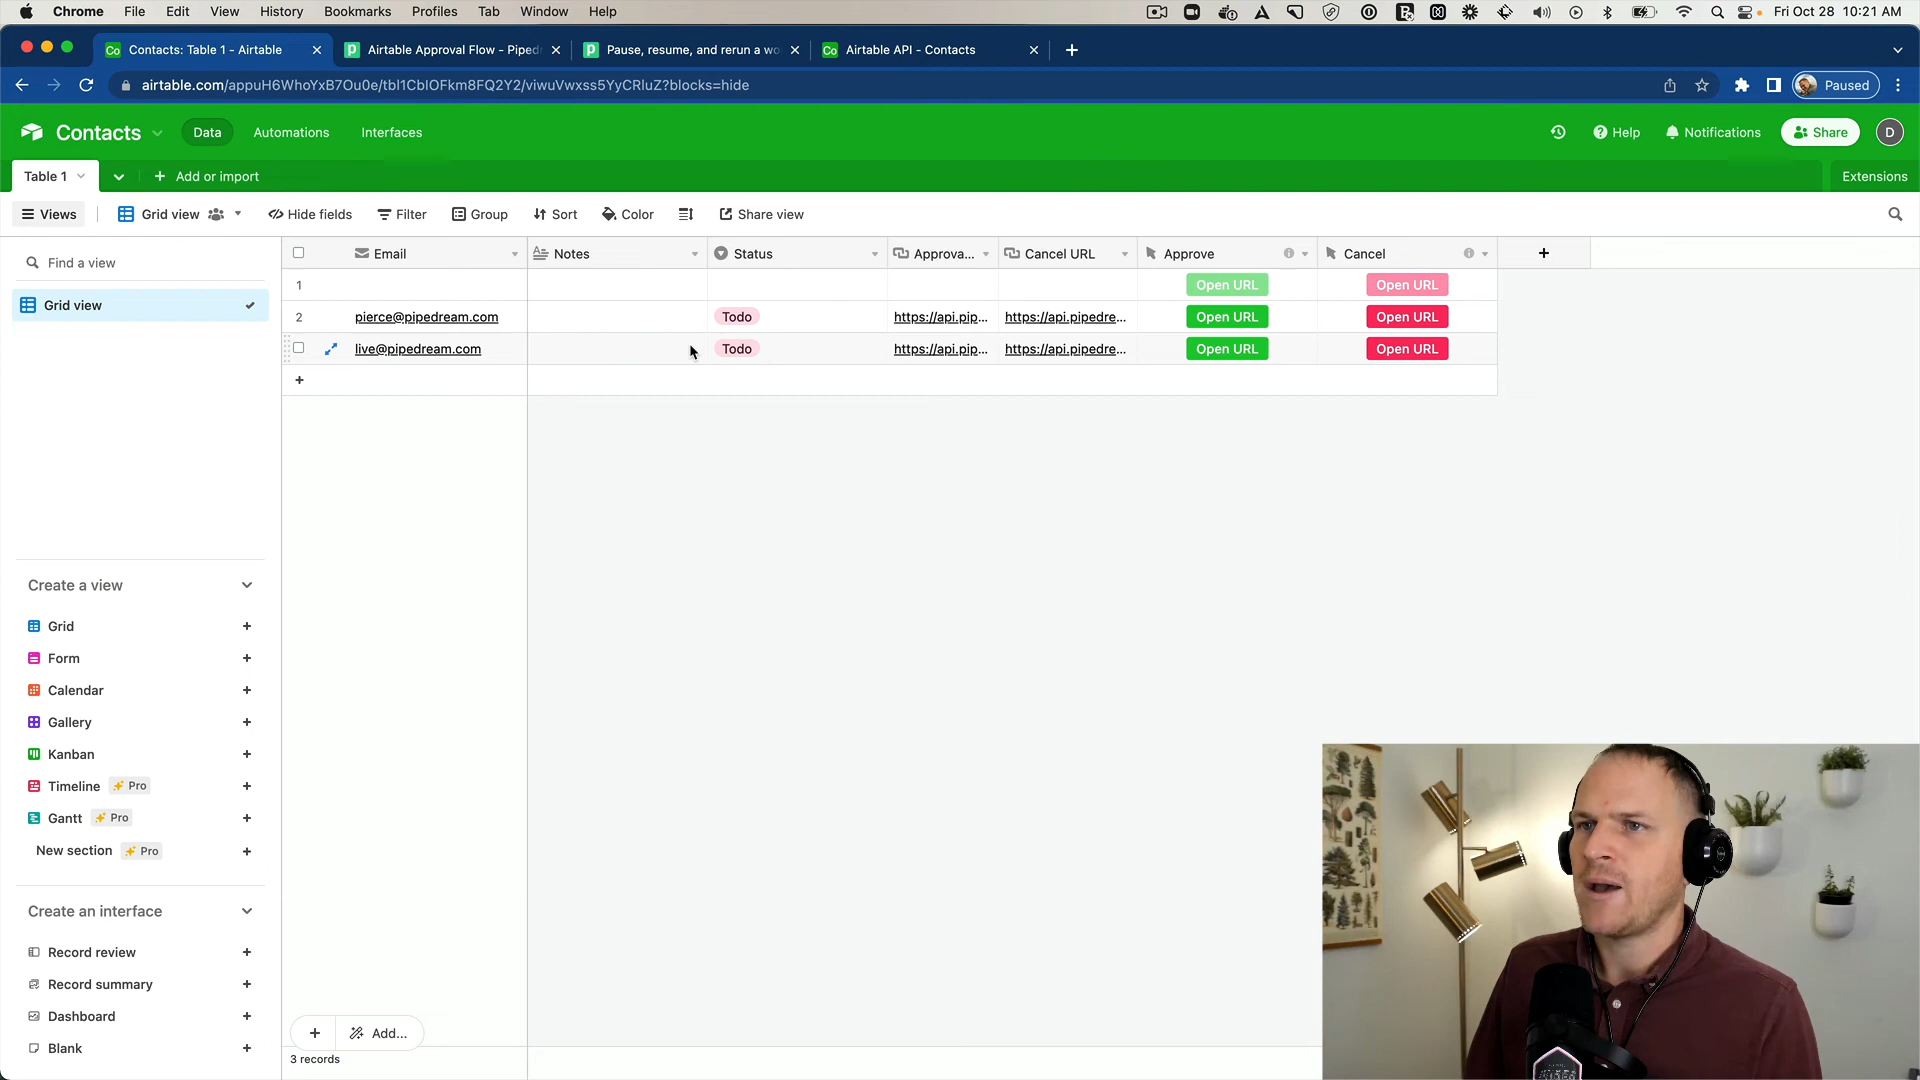 Chrome File Edit View History Bookmarks Profiles Tab Window Help Fri Oct 28 10:21 AM
Contacts: Table 1 - Airtable Airtable Approval Flow - Piped Pause, resume, and rerun a wo Airtable API - Contacts
airtable.com/appuH6WhoYxB7Ou0e/tbl1CbIOFkm8FQ2Y2/viwuVwxss5YyCRluZ?blocks=hide Paused
Contacts Data Automations Interfaces Help Notifications Share D
Table 1 Add or import Extensions
Views Grid view Hide fields Filter Group Sort Color Share view
Find a view
Grid view
Email Notes Status Approva... Cancel URL Approve Cancel
1 Open URL Open URL
2 pierce@pipedream.com Todo https://api.pip... https://api.pipedre... Open URL Open URL
live@pipedream.com Todo https://api.pip... https://api.pipedre... Open URL Open URL
Create a view
Grid
Form
Calendar
Gallery
Kanban
Timeline Pro
Gantt Pro
New section Pro
Create an interface
Record review
Record summary
Dashboard
Blank
Add...
3 records